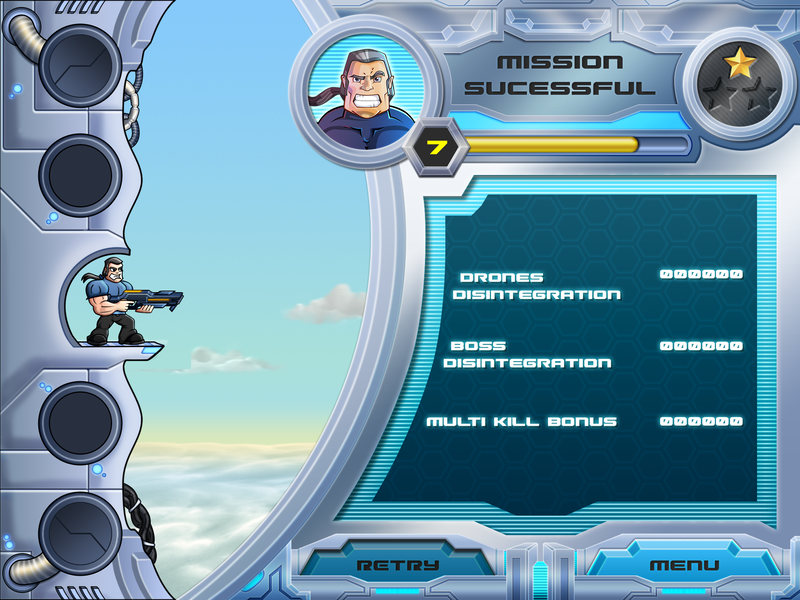 MISSION
SUCESSFUL
7
DRONES
DISINTEGRATION
000000
BOSS
DISINTEGRATION
000000
MULTI KILL BONUS
000000
RETRY
MENU